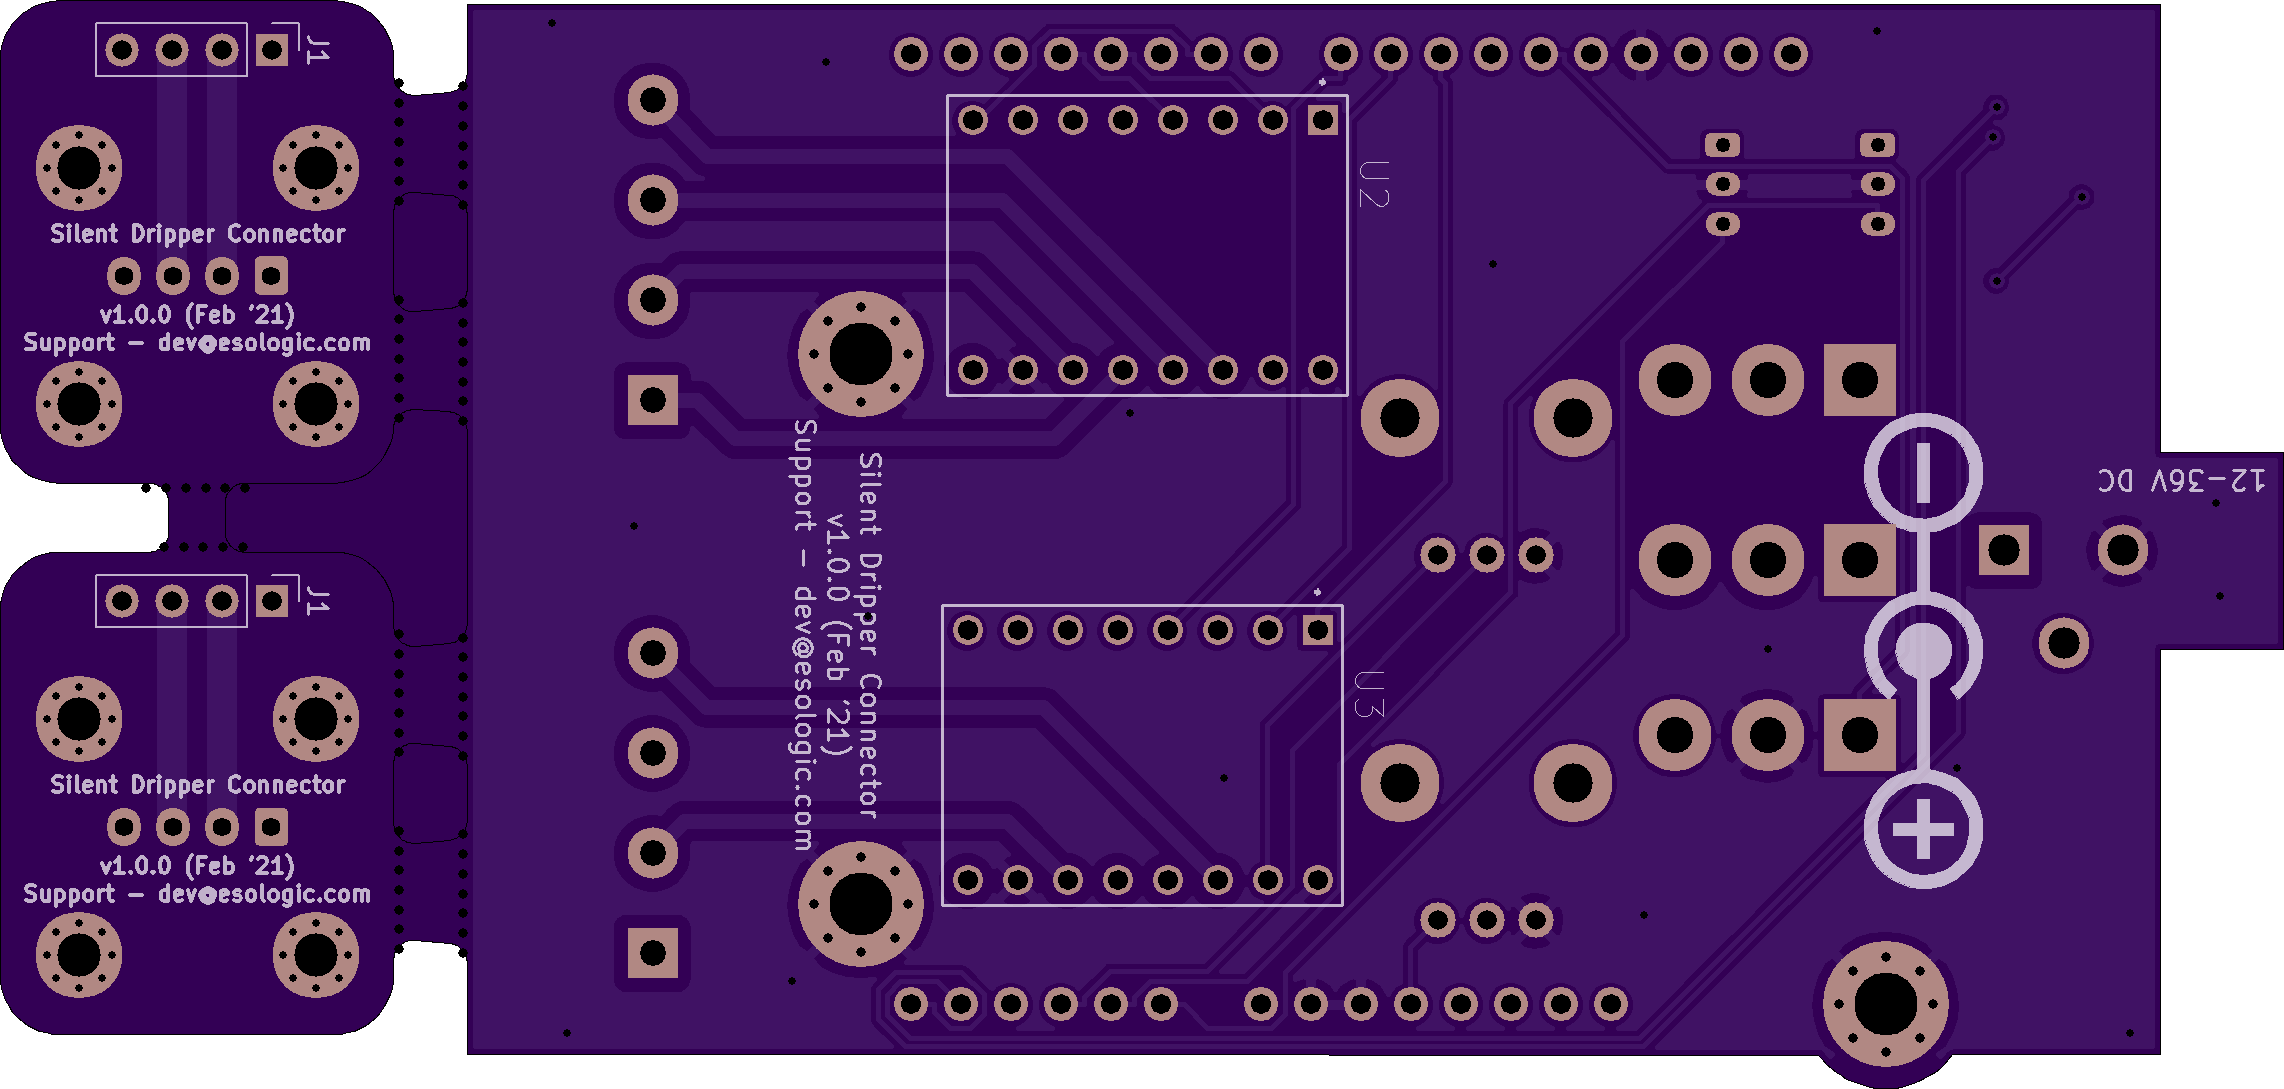 J1
Silent Dripper Connector
v1.0.0 (Feb '21)
Support – dev@esologic.com
J1
Silent Dripper Connector
v1.0.0 (Feb '21)
Support – dev@esologic.com
Silent Dripper Connector
v1.0.0 (Feb '21)
Support – dev@esologic.com
U2
U3
12–36V DC